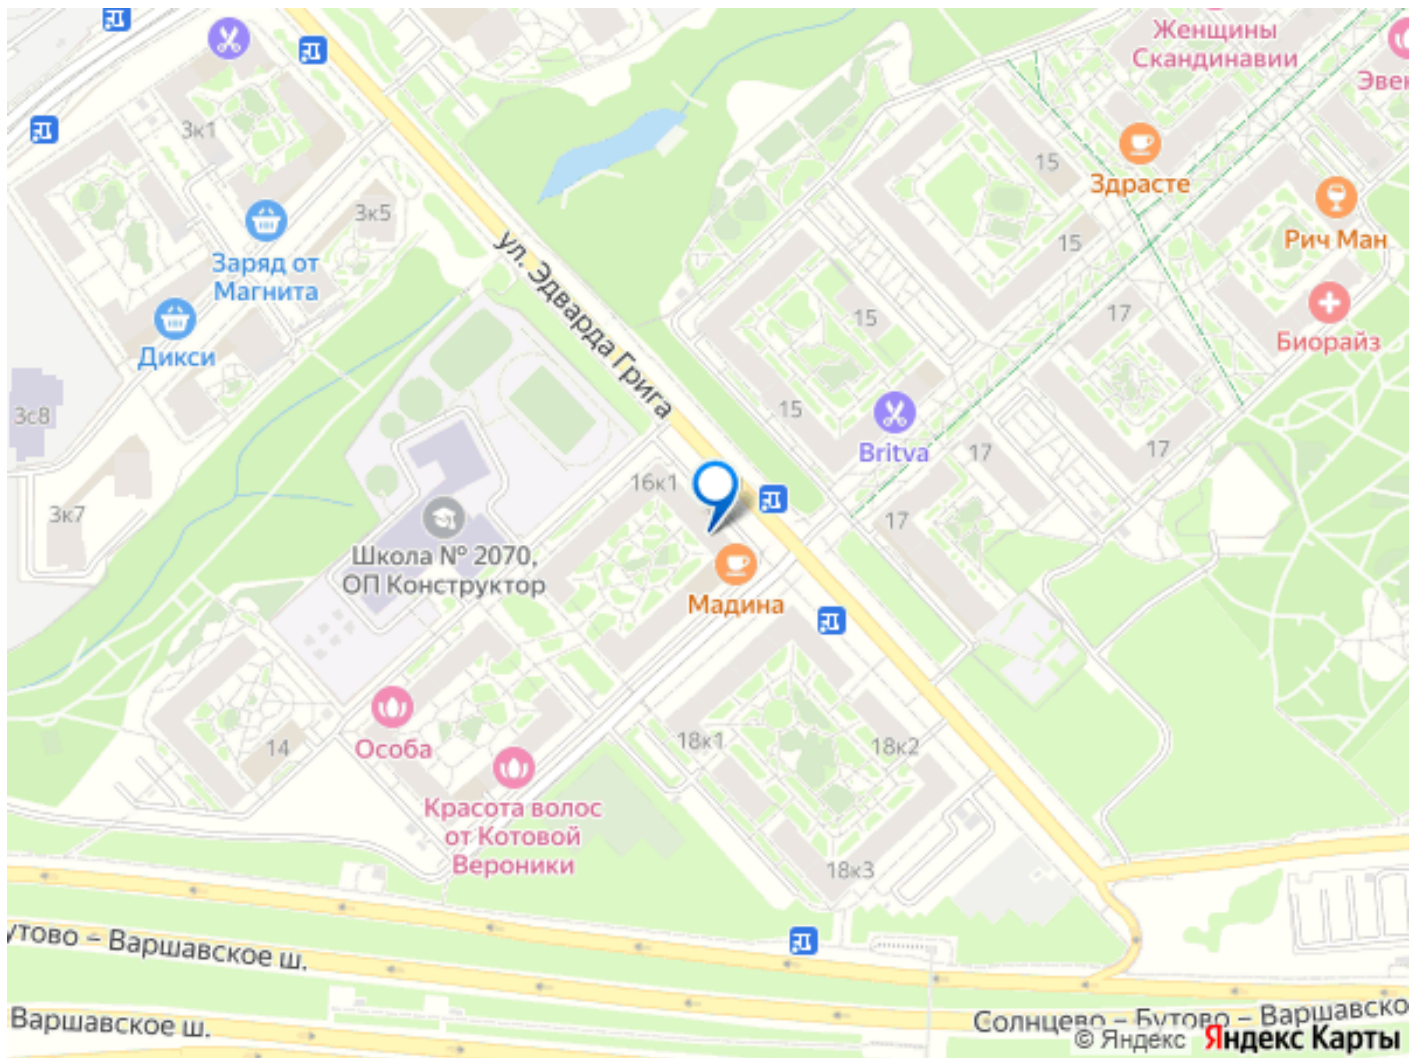 Женщины
Скандинавии
Эвен
3к1
15
Здрасте
3к5
Рич Ман
15
Заряд от
Магнита
ул. Эдварда Грига
15
17
Биорайз
Дикси
3с8
15
Britva
17
17
16к1
3к7
17
Школа № 2070,
ОП Конструктор
Мадина
Особа
14
18к1
18к2
Красота волос
от Котовой
Вероники
18к3
утово – Варшавское ш.
Варшавское ш.
Солнцево – Бутово – Варшавско
© Яндекс Яндекс Карты